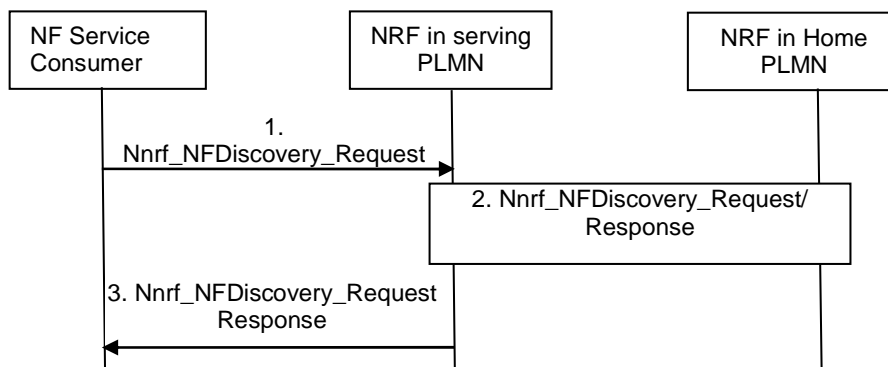 NF Service
Consumer
NRF in serving
PLMN
NRF in Home
PLMN
1.
Nnrf_NFDiscovery_Request
2. Nnrf_NFDiscovery_Request/
Response
3. Nnrf_NFDiscovery_Request
Response